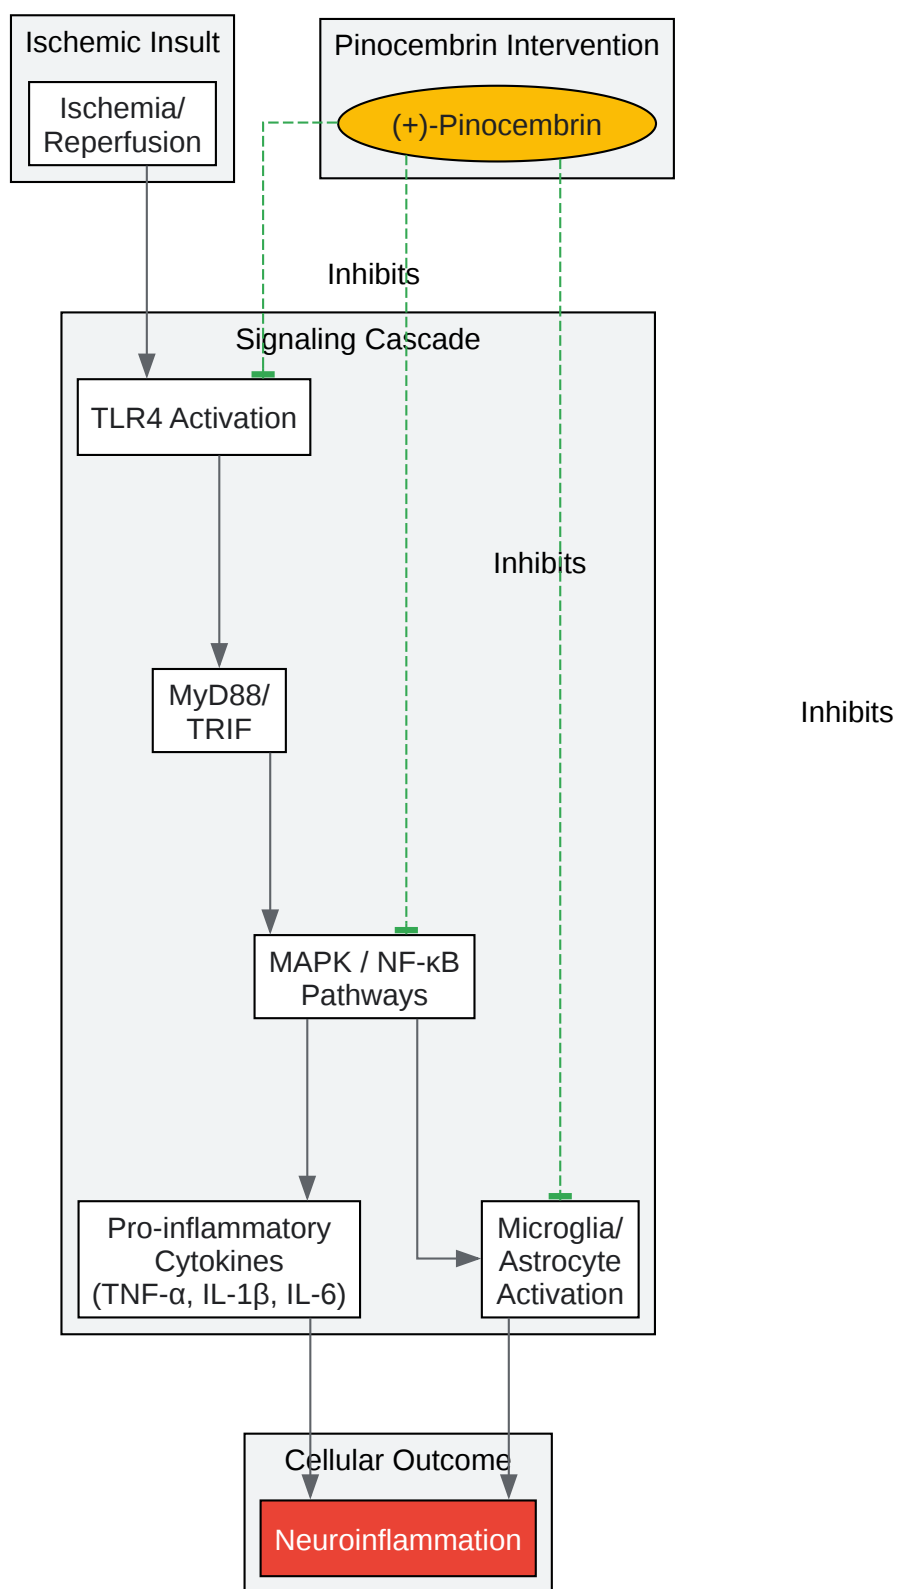 Ischemic Insult
Pinocembrin Intervention
Ischemia/
Reperfusion
(+)-Pinocembrin
Inhibits
Signaling Cascade
TLR4 Activation
Inhibits
MyD88/
TRIF
Inhibits
MAPK / NF-κB
Pathways
Pro-inflammatory
Cytokines
(TNF-α, IL-1β, IL-6)
Microglia/
Astrocyte
Activation
Cellular Outcome
Neuroinflammation